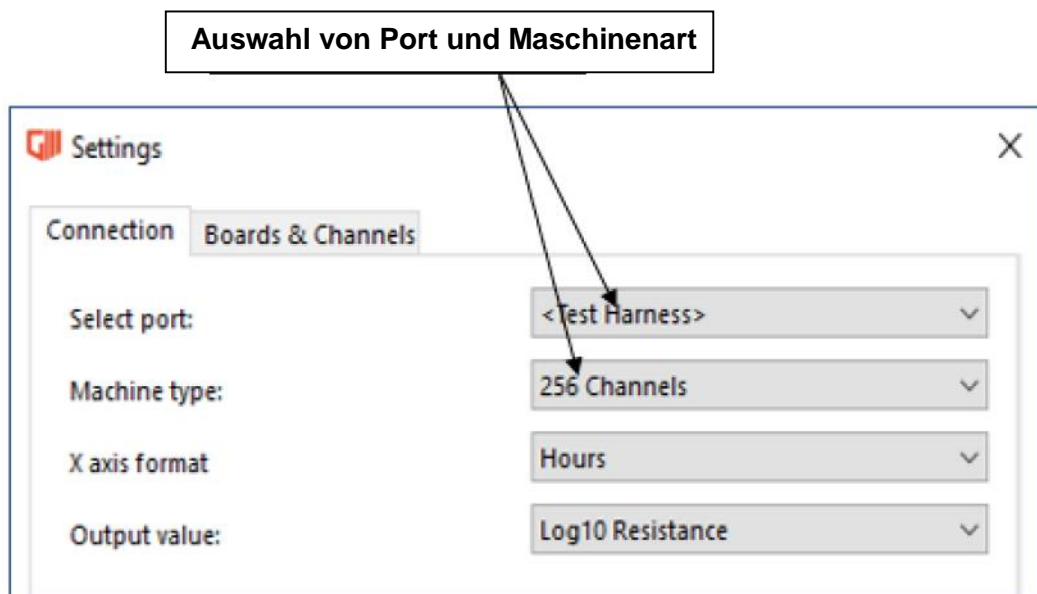 Auswahl von Port und Maschinenart
Settings
Connection Boards & Channels
Select port: <Test Harness>
Machine type: 256 Channels
X axis format Hours
Output value: Log10 Resistance